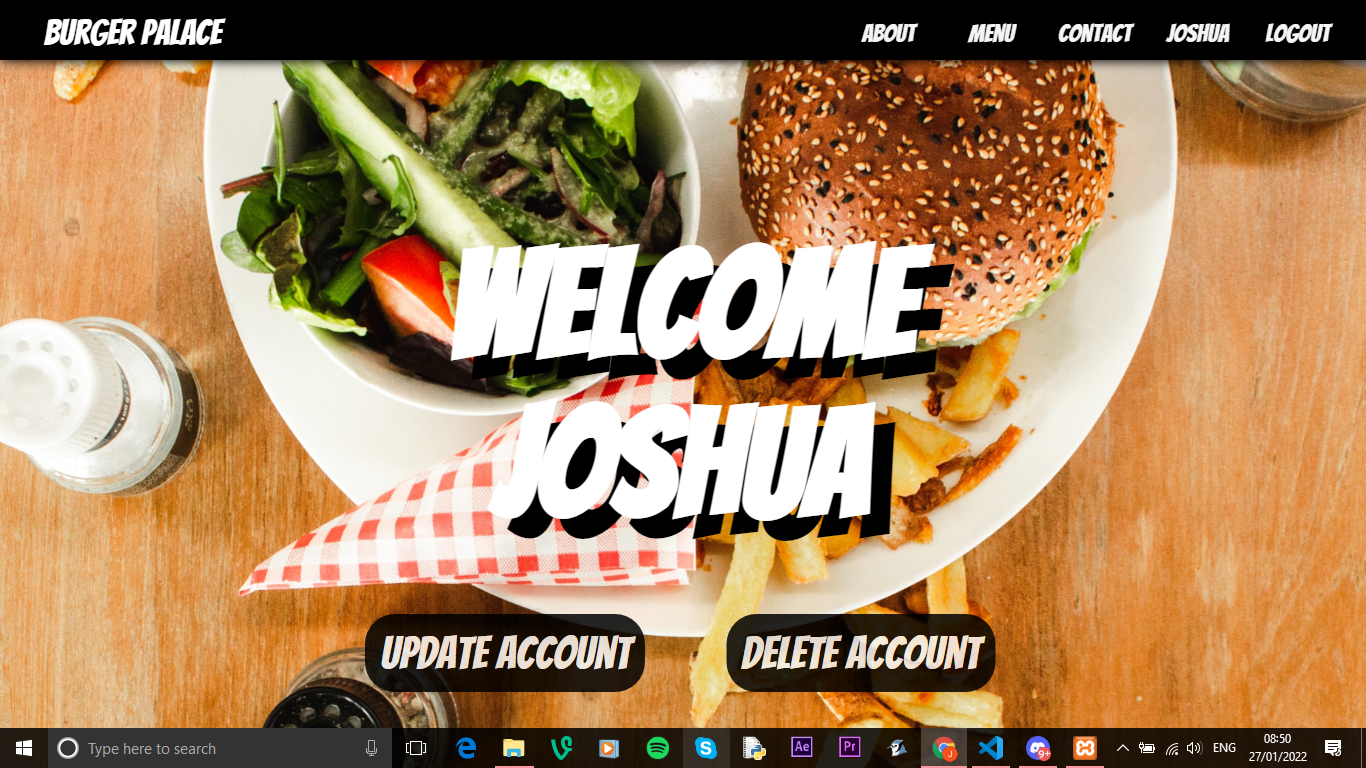 BURGER PALACE
ABOUT MENU CONTACT JOSHUA LOGOUT
WELCOME
JOSHUA
UPDATE ACCOUNT DELETE ACCOUNT
Type here to search
Ae Pr
9+
J
ENG
08:50
27/01/2022